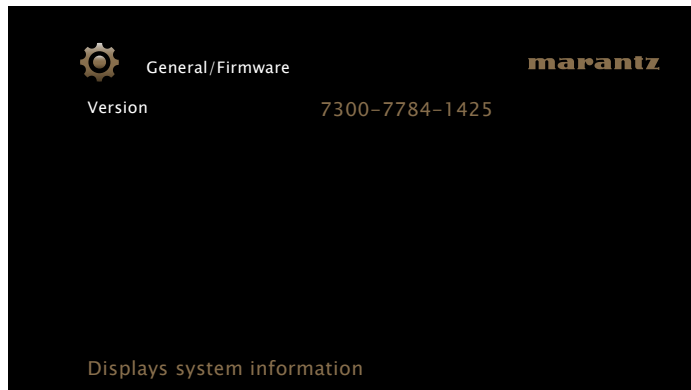 General/Firmware
marantz
Version
7300-7784-1425
Displays system information